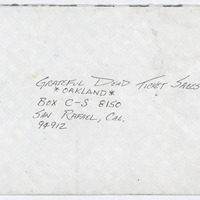 Grateful Dead Ticket Sales
*OAKLAND*
Box C-S 8150
San Rafael, Cal.
94912